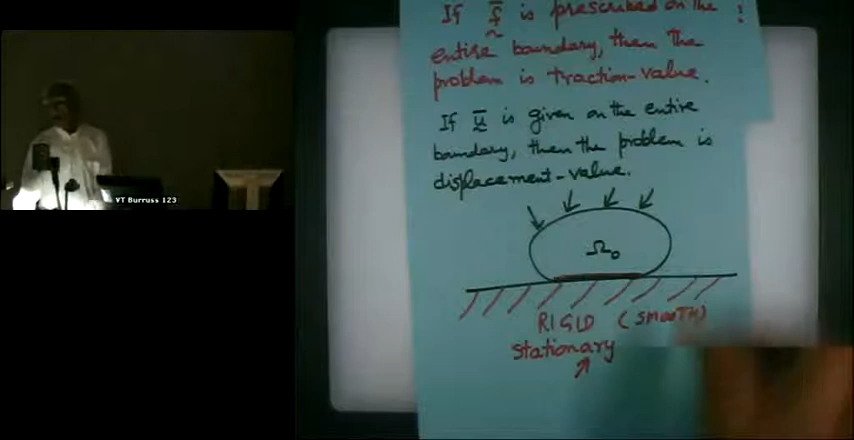 If f̄ is prescribed on the :
entire boundary, then the
problem is traction-value.
If ū is given on the entire
boundary, then the problem is
displacement-value.
Ω₀
RIGID (SMOOTH)
stationary
VT Burruss 123